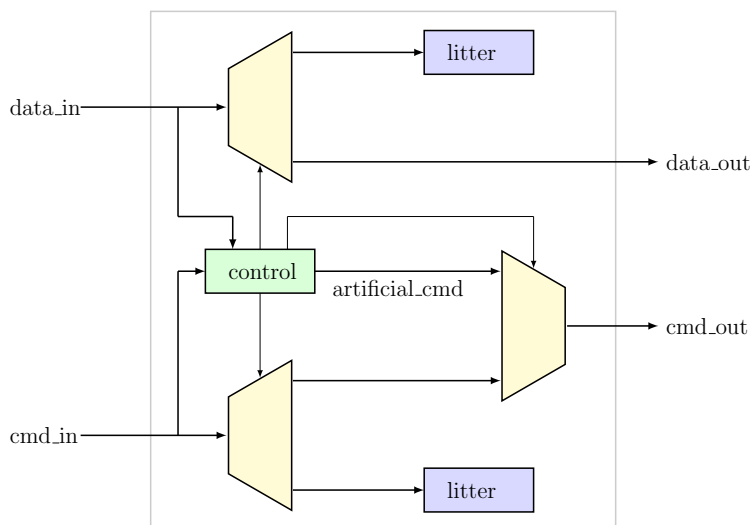 litter
data_in
data_out
control
artificial_cmd
cmd_out
cmd_in
litter